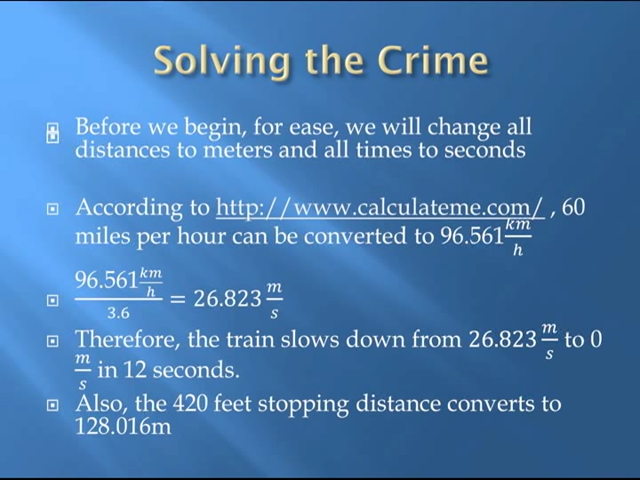 Solving the Crime
Before we begin, for ease, we will change all
distances to meters and all times to seconds
According to http://www.calculateme.com/ , 60
miles per hour can be converted to 96.561 km/h
96.561 km/h / 3.6 = 26.823 m/s
Therefore, the train slows down from 26.823 m/s to 0
m/s in 12 seconds.
Also, the 420 feet stopping distance converts to
128.016m